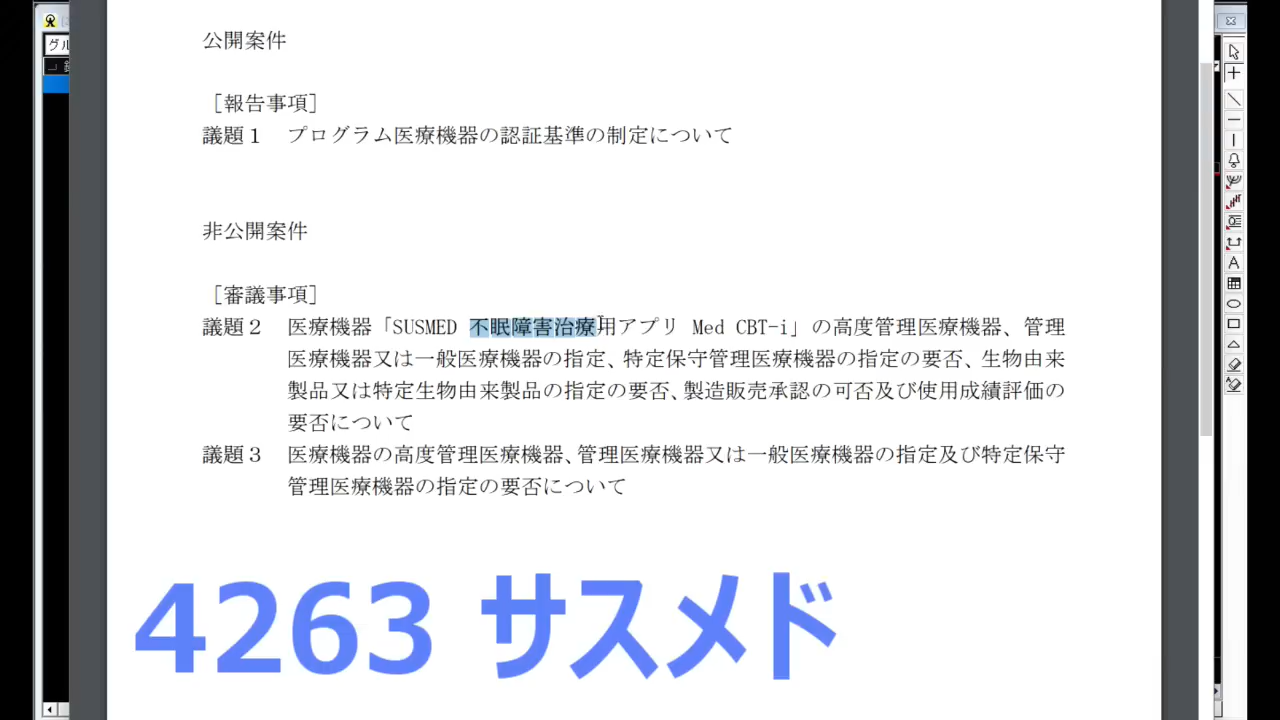 公開案件
［報告事項］
議題１　プログラム医療機器の認証基準の制定について
非公開案件
［審議事項］
議題２　医療機器「SUSMED 不眠障害治療用アプリ Med CBT-i」の高度管理医療機器、管理
医療機器又は一般医療機器の指定、特定保守管理医療機器の指定の要否、生物由来
製品又は特定生物由来製品の指定の要否、製造販売承認の可否及び使用成績評価の
要否について
議題３　医療機器の高度管理医療機器、管理医療機器又は一般医療機器の指定及び特定保守
管理医療機器の指定の要否について
4263 サスメド
グル
A